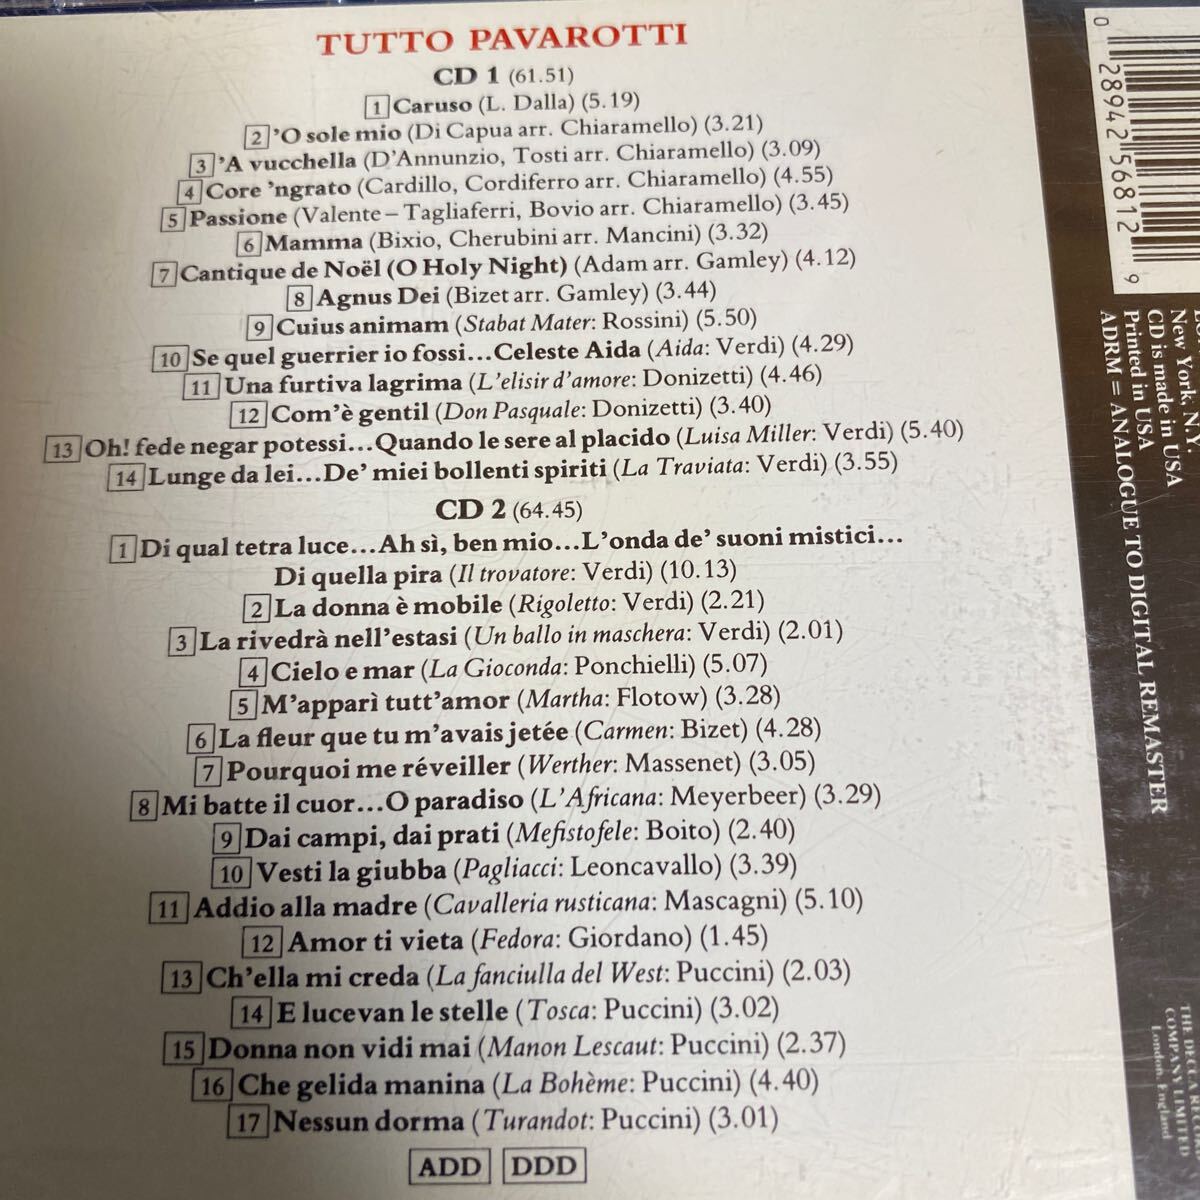 TUTTO PAVAROTTI
CD 1 (61.51)
1 Caruso (L. Dalla) (5.19)
2 'O sole mio (Di Capua arr. Chiaramello) (3.21)
3 'A vucchella (D'Annunzio, Tosti arr. Chiaramello) (3.09)
4 Core 'ngrato (Cardillo, Cordiferro arr. Chiaramello) (4.55)
5 Passione (Valente–Tagliaferri, Bovio arr. Chiaramello) (3.45)
6 Mamma (Bixio, Cherubini arr. Mancini) (3.32)
7 Cantique de Noël (O Holy Night) (Adam arr. Gamley) (4.12)
8 Agnus Dei (Bizet arr. Gamley) (3.44)
9 Cuius animam (Stabat Mater: Rossini) (5.50)
10 Se quel guerrier io fossi...Celeste Aida (Aida: Verdi) (4.29)
11 Una furtiva lagrima (L'elisir d'amore: Donizetti) (4.46)
12 Com'è gentil (Don Pasquale: Donizetti) (3.40)
13 Oh! fede negar potessi...Quando le sere al placido (Luisa Miller: Verdi) (5.40)
14 Lunge da lei...De' miei bollenti spiriti (La Traviata: Verdi) (3.55)
CD 2 (64.45)
1 Di qual tetra luce...Ah sì, ben mio...L'onda de' suoni mistici...
Di quella pira (Il trovatore: Verdi) (10.13)
2 La donna è mobile (Rigoletto: Verdi) (2.21)
3 La rivedrà nell'estasi (Un ballo in maschera: Verdi) (2.01)
4 Cielo e mar (La Gioconda: Ponchielli) (5.07)
5 M'apparì tutt'amor (Martha: Flotow) (3.28)
6 La fleur que tu m'avais jetée (Carmen: Bizet) (4.28)
7 Pourquoi me réveiller (Werther: Massenet) (3.05)
8 Mi batte il cuor...O paradiso (L'Africana: Meyerbeer) (3.29)
9 Dai campi, dai prati (Mefistofele: Boito) (2.40)
10 Vesti la giubba (Pagliacci: Leoncavallo) (3.39)
11 Addio alla madre (Cavalleria rusticana: Mascagni) (5.10)
12 Amor ti vieta (Fedora: Giordano) (1.45)
13 Ch'ella mi creda (La fanciulla del West: Puccini) (2.03)
14 E lucevan le stelle (Tosca: Puccini) (3.02)
15 Donna non vidi mai (Manon Lescaut: Puccini) (2.37)
16 Che gelida manina (La Bohème: Puccini) (4.40)
17 Nessun dorma (Turandot: Puccini) (3.01)
ADD DDD
0 28942 56812 9
New York, N.Y.
CD is made in USA
Printed in USA
ADRM = ANALOGUE TO DIGITAL REMASTER
THE DECCA RECORD
COMPANY LIMITED
London, England